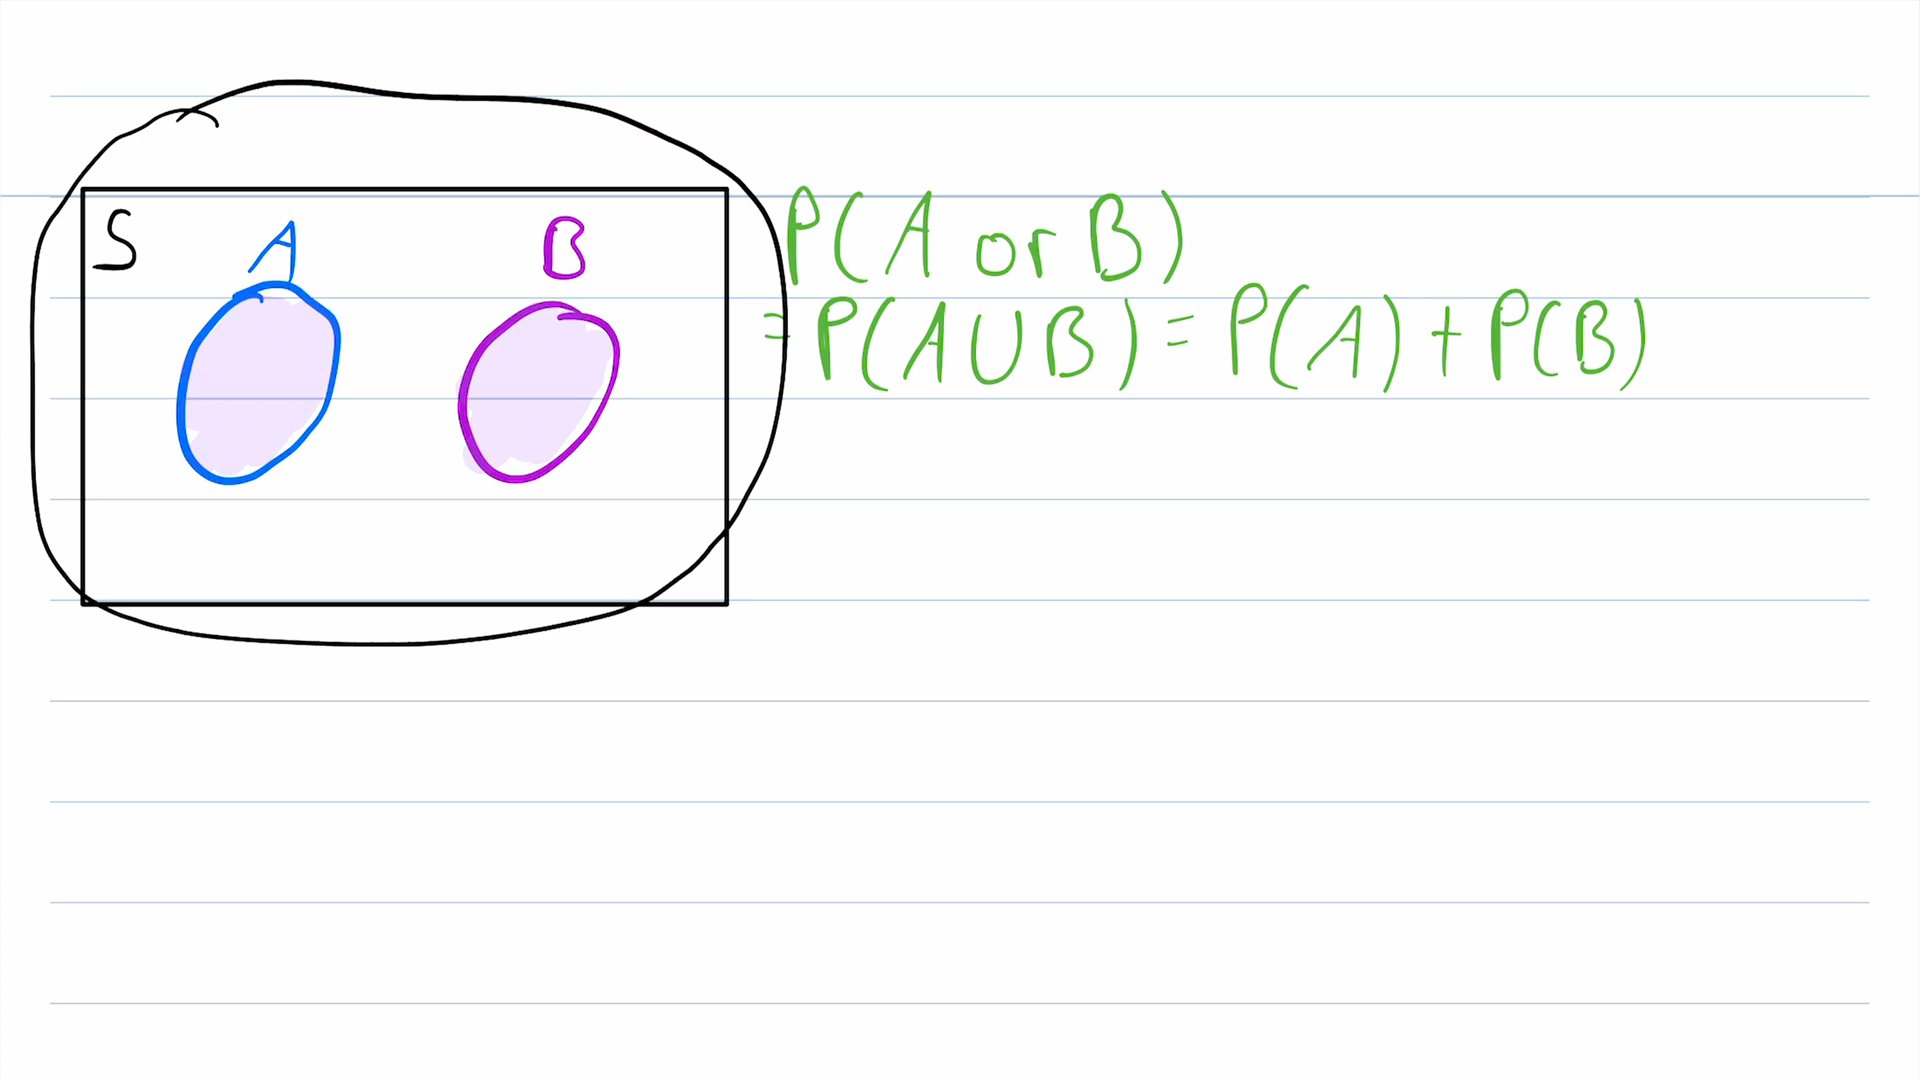 S
A
B
P(A or B)
= P(A∪B) = P(A) + P(B)